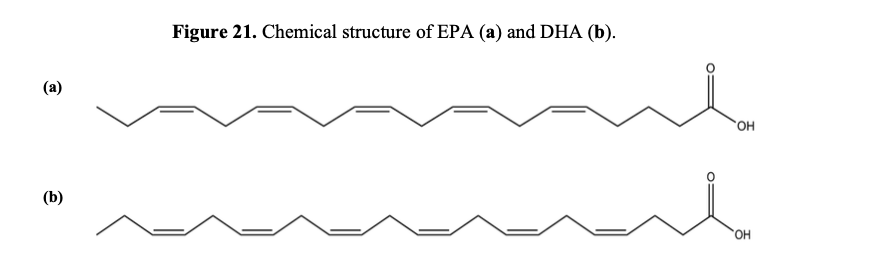 Figure 21. Chemical structure of EPA (a) and DHA (b).
(a)
O
OH
(b)
O
OH